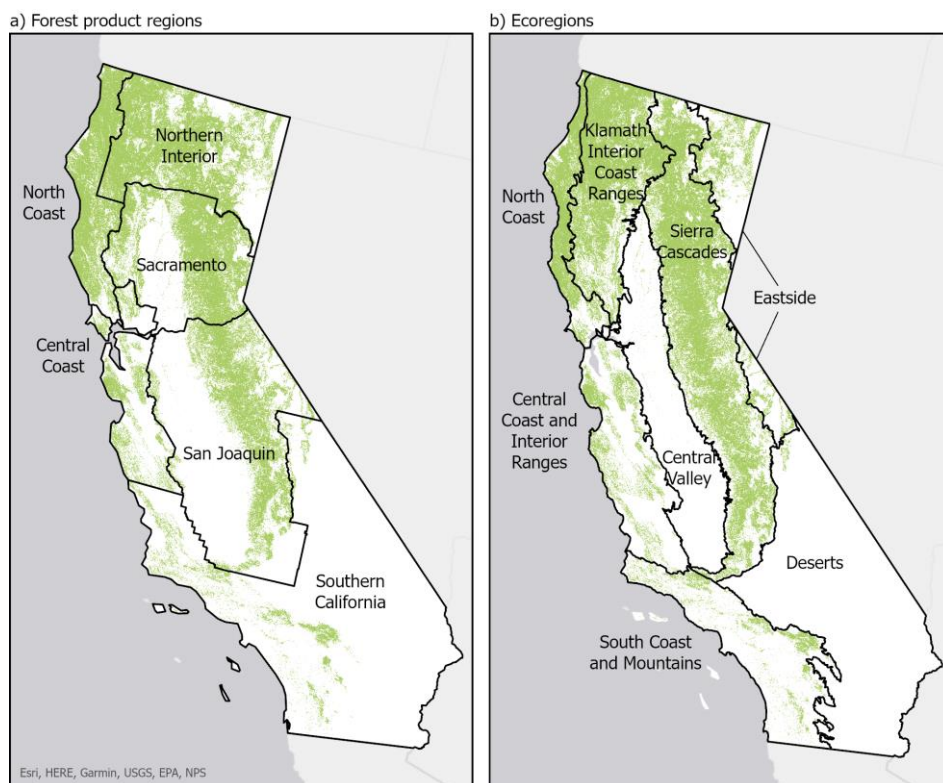 a) Forest product regions
Northern
Interior
North
Coast
Sacramento
Central
Coast
San Joaquin
Southern
California
Esri, HERE, Garmin, USGS, EPA, NPS
b) Ecoregions
Klamath
Interior
Coast
Ranges
North
Coast
Sierra
Cascades
Eastside
Central
Coast and
Interior
Ranges
Central
Valley
Deserts
South Coast
and Mountains